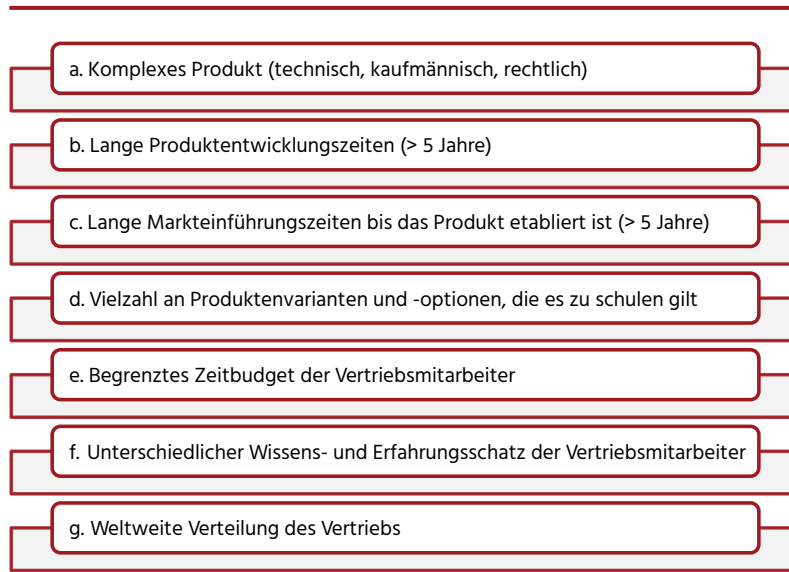 a. Komplexes Produkt (technisch, kaufmännisch, rechtlich)
b. Lange Produktentwicklungszeiten (> 5 Jahre)
c. Lange Markteinführungszeiten bis das Produkt etabliert ist (> 5 Jahre)
d. Vielzahl an Produktenvarianten und -optionen, die es zu schulen gilt
e. Begrenztes Zeitbudget der Vertriebsmitarbeiter
f. Unterschiedlicher Wissens- und Erfahrungsschatz der Vertriebsmitarbeiter
g. Weltweite Verteilung des Vertriebs